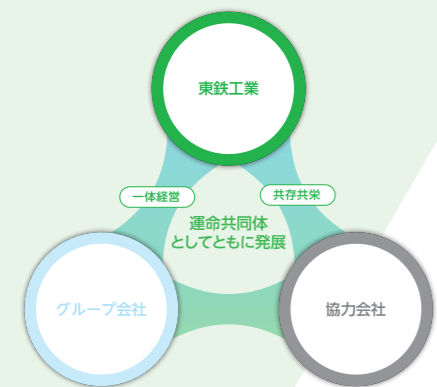 東鉄工業
一体経営
共存共栄
運命共同体
としてともに発展
グループ会社
協力会社